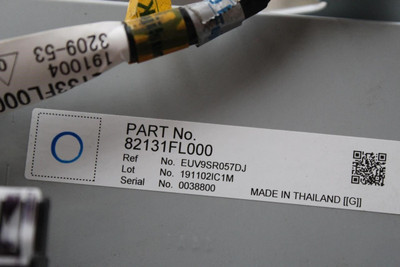 3209-53
191004
PART No.
82131FL000
Ref No. EUV9SR057DJ
Lot No. 191102IC1M
Serial No. 0038800
MADE IN THAILAND [[G]]